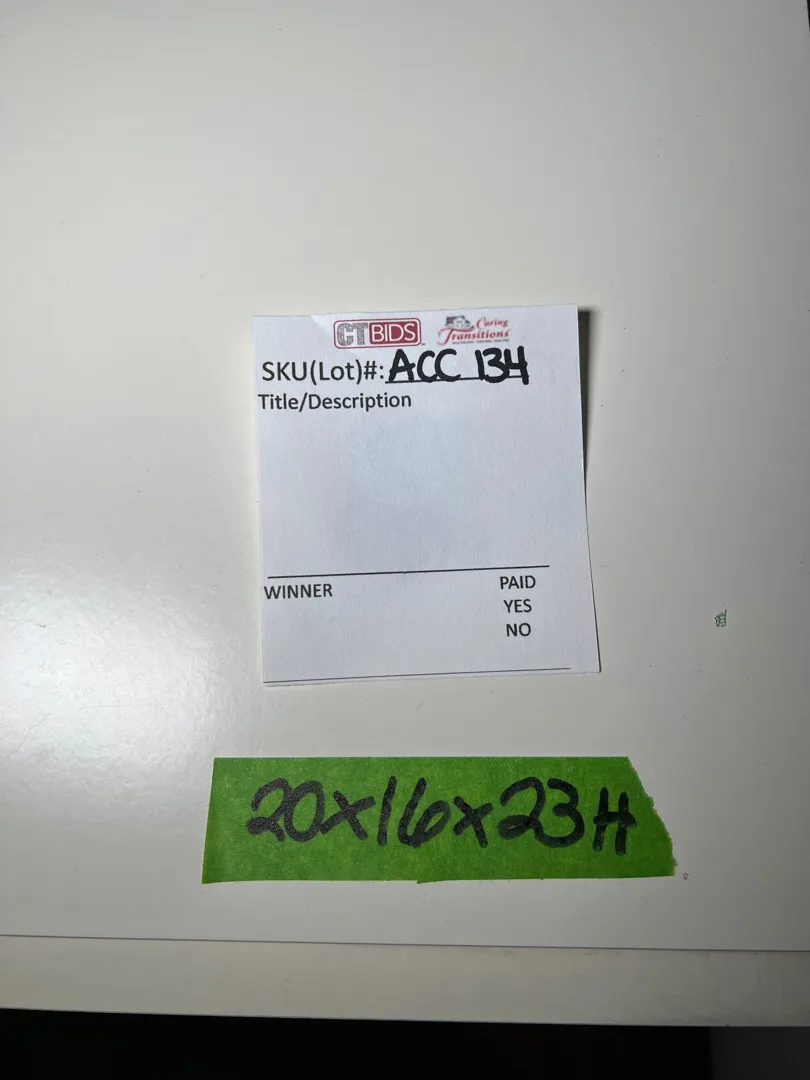 CTBIDS Caring
Transitions
SKU(Lot)#: ACC 134
Title/Description
WINNER PAID
YES
NO
20x16x23H